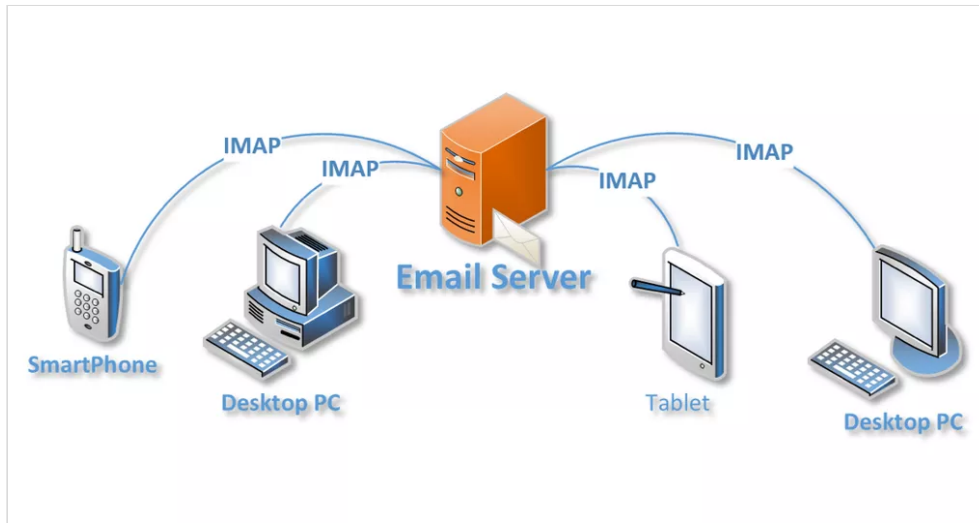 IMAP
IMAP
IMAP
IMAP
Email Server
SmartPhone
Desktop PC
Tablet
Desktop PC